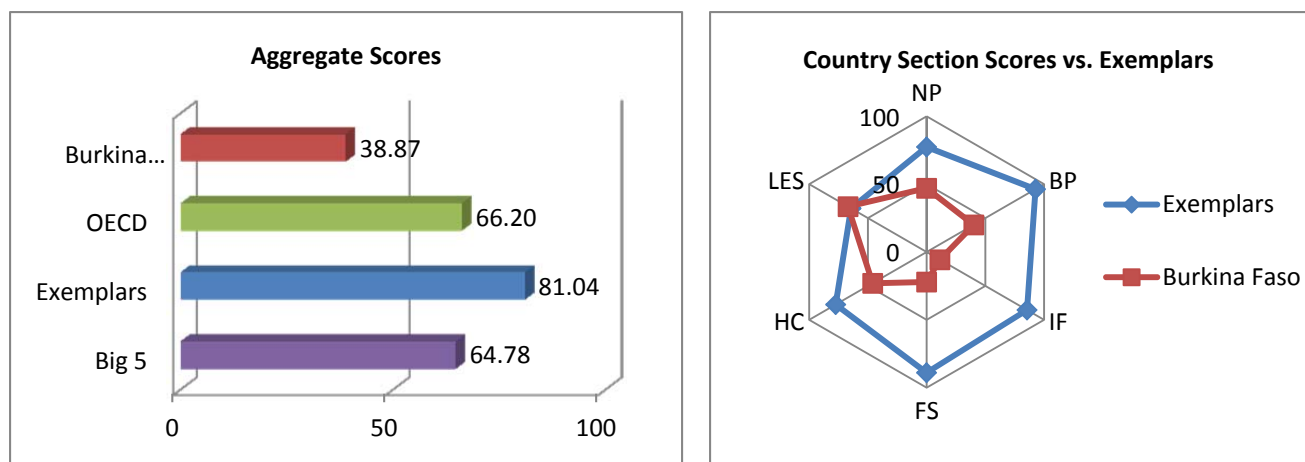 Aggregate Scores
Burkina...
38.87
OECD
66.20
Exemplars
81.04
Big 5
64.78
0
50
100
Country Section Scores vs. Exemplars
NP
100
LES
50
BP
Exemplars
0
Burkina Faso
HC
IF
FS